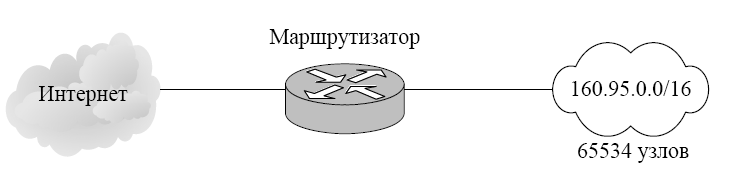 Маршрутизатор
Интернет
160.95.0.0/16
65534 узлов